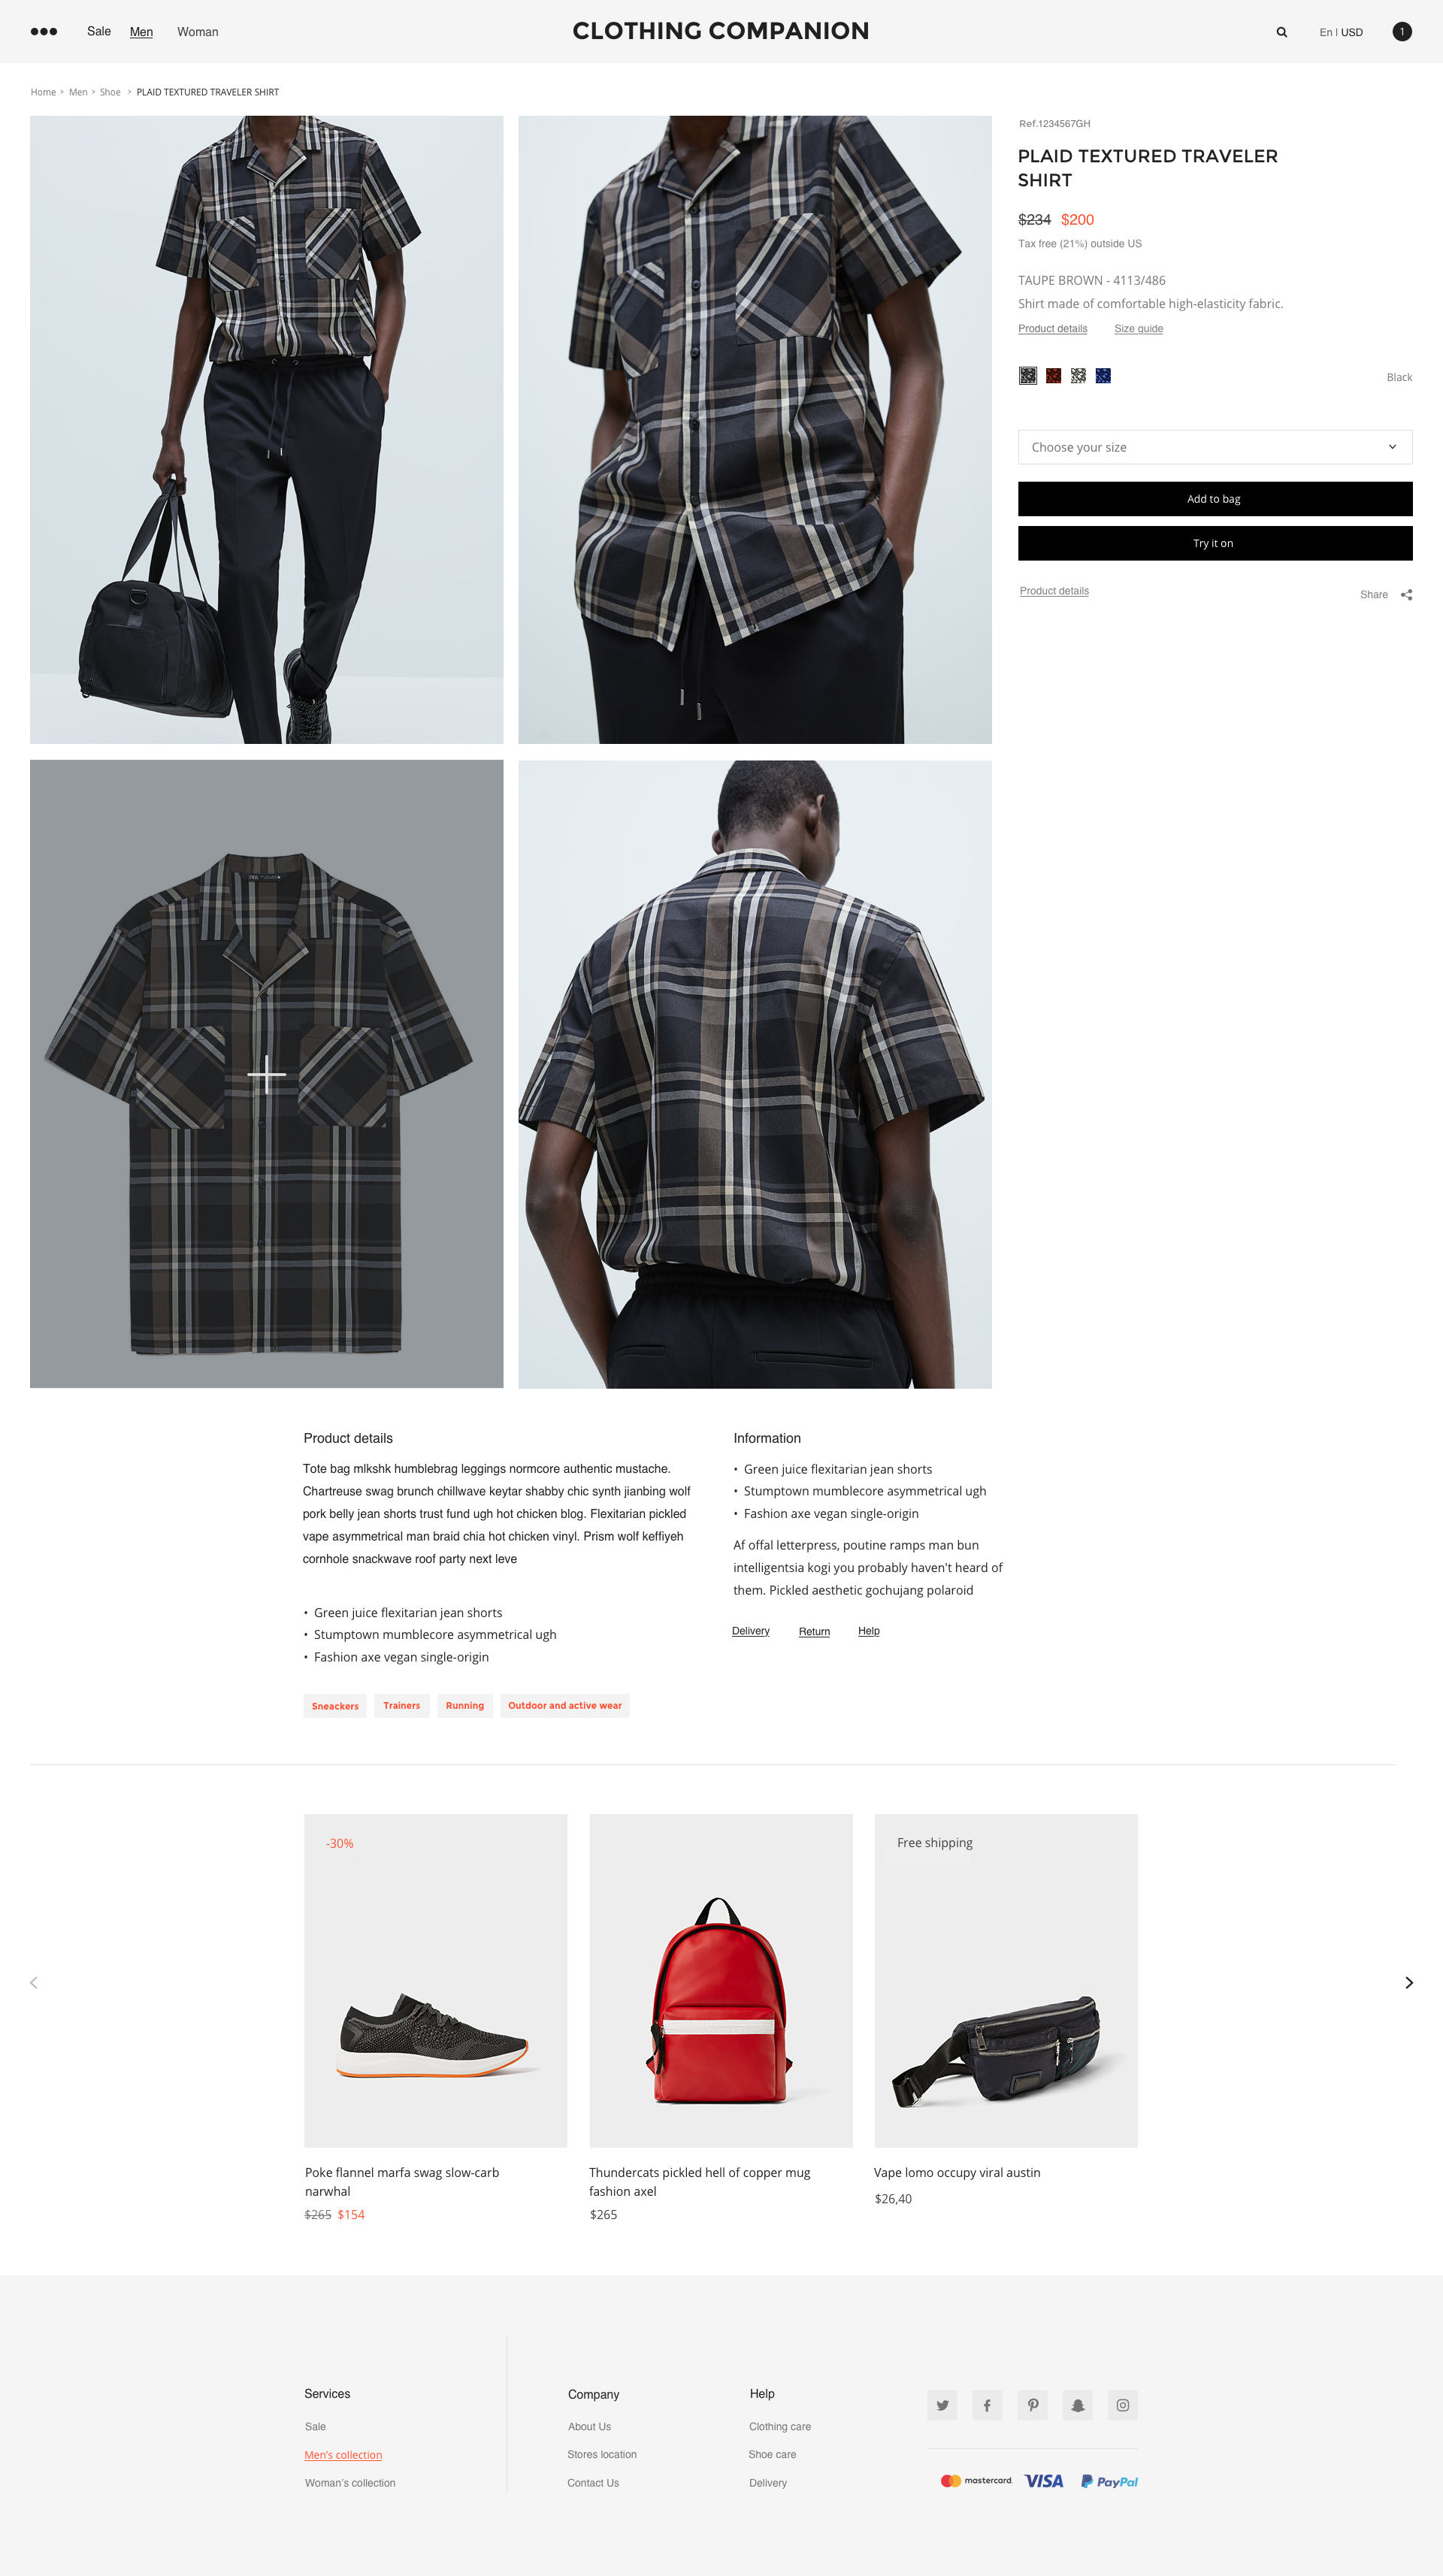 Sale Men Woman
CLOTHING COMPANION
En | USD
1
Home > Men > Shoe > PLAID TEXTURED TRAVELER SHIRT
Ref.1234567GH
PLAID TEXTURED TRAVELER
SHIRT
$234 $200
Tax free (21%) outside US
TAUPE BROWN - 4113/486
Shirt made of comfortable high-elasticity fabric.
Product details Size guide
Black
Choose your size
Add to bag
Try it on
Product details
Share
Product details
Tote bag mlkshk humblebrag leggings normcore authentic mustache.
Chartreuse swag brunch chillwave keytar shabby chic synth jianbing wolf
pork belly jean shorts trust fund ugh hot chicken blog. Flexitarian pickled
vape asymmetrical man braid chia hot chicken vinyl. Prism wolf keffiyeh
cornhole snackwave roof party next leve
• Green juice flexitarian jean shorts
• Stumptown mumblecore asymmetrical ugh
• Fashion axe vegan single-origin
Sneackers
Trainers
Running
Outdoor and active wear
Information
• Green juice flexitarian jean shorts
• Stumptown mumblecore asymmetrical ugh
• Fashion axe vegan single-origin
Af offal letterpress, poutine ramps man bun
intelligentsia kogi you probably haven't heard of
them. Pickled aesthetic gochujang polaroid
Delivery Return Help
-30%
Poke flannel marfa swag slow-carb
narwhal
$265 $154
Thundercats pickled hell of copper mug
fashion axel
$265
Free shipping
Vape lomo occupy viral austin
$26,40
Services
Sale
Men's collection
Woman's collection
Company
About Us
Stores location
Contact Us
Help
Clothing care
Shoe care
Delivery
mastercard.
VISA
PayPal